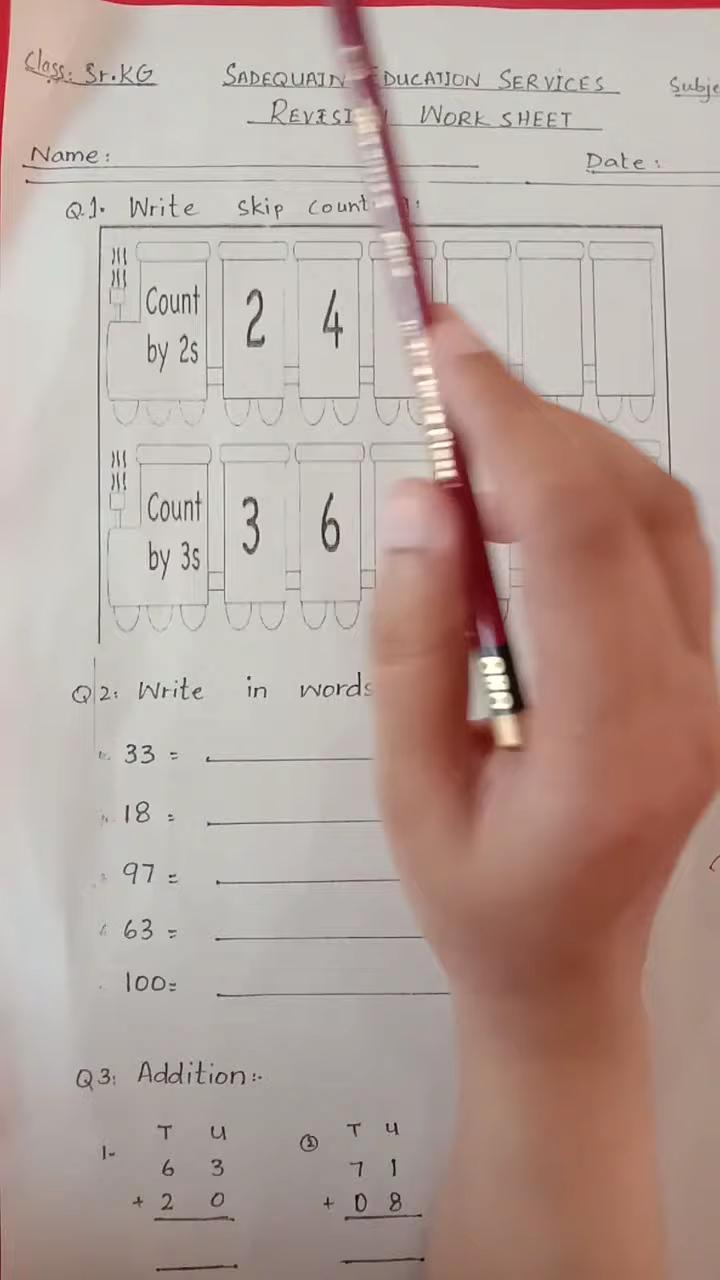 Class: Sr.KG SADEQUAIN EDUCATION SERVICES
WORK SHEET
Name: Date:
Q.1. Write skip
Count by 2s 2 4
Count by 3s 3 6
Q2: Write in words
33 =
18 =
97 =
63 =
100=
Q3: Addition:-
T U T U
1- 6 3 ② 7 1
+ 2 0 + 0 8